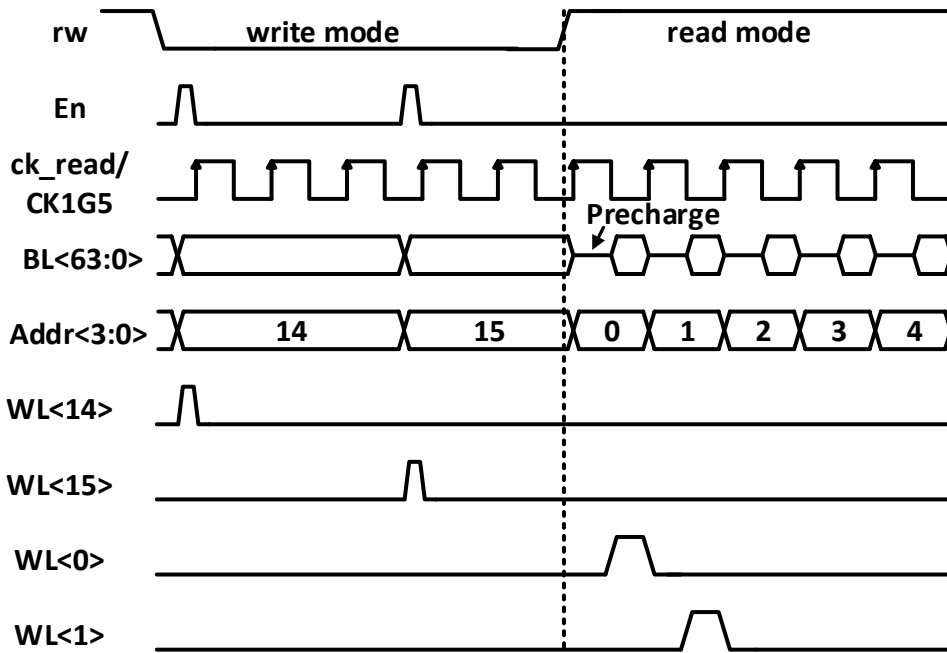 rw write mode read mode
En
ck_read/
CK1G5
Precharge
BL<63:0>
Addr<3:0> 14 15 0 1 2 3 4
WL<14>
WL<15>
WL<0>
WL<1>